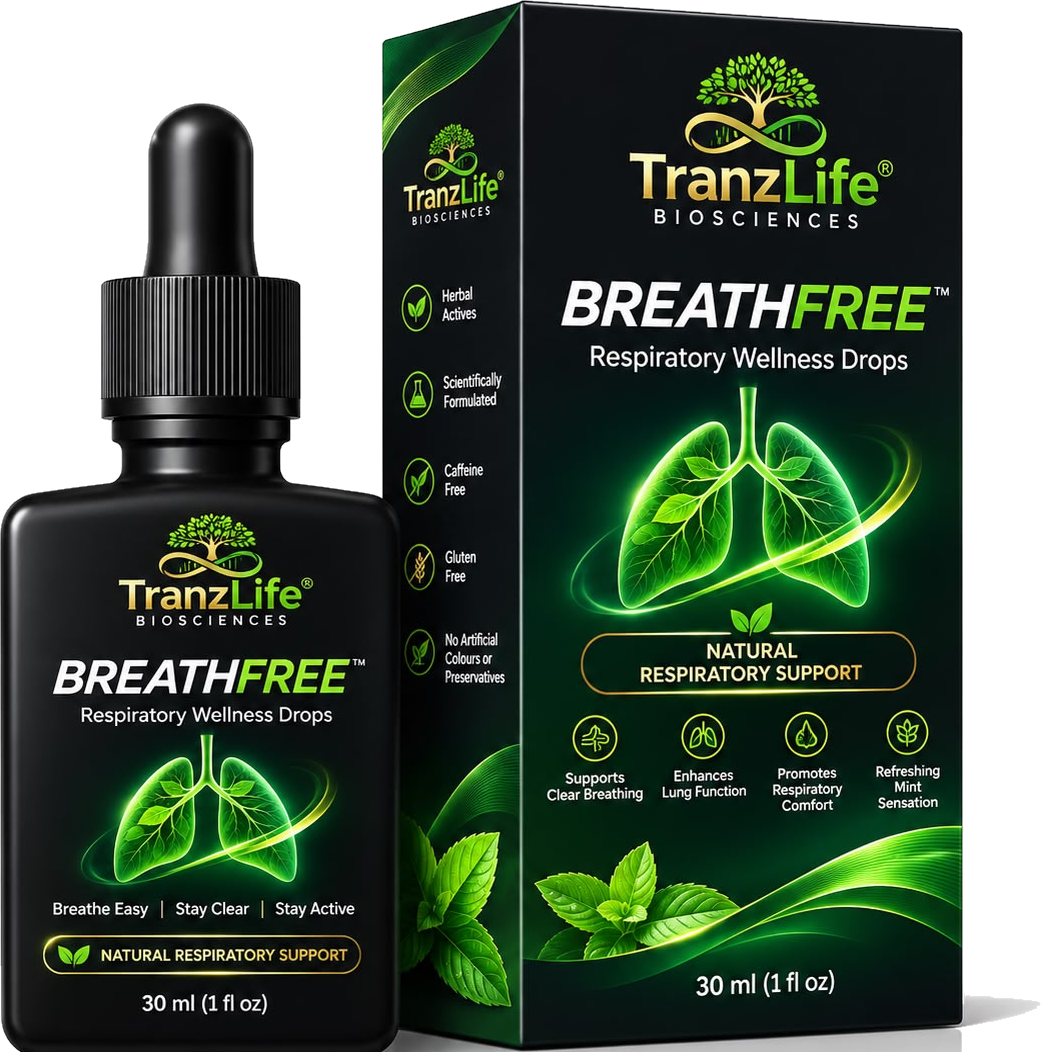 TranzLife®
BIOSCIENCES
BREATHFREE™
Respiratory Wellness Drops
Breathe Easy | Stay Clear | Stay Active
NATURAL RESPIRATORY SUPPORT
30 ml (1 fl oz)
TranzLife®
BIOSCIENCES
Herbal
Actives
Scientifically
Formulated
Caffeine
Free
Gluten
Free
No Artificial
Colours or
Preservatives
TranzLife®
BIOSCIENCES
BREATHFREE™
Respiratory Wellness Drops
NATURAL
RESPIRATORY SUPPORT
Supports
Clear Breathing
Enhances
Lung Function
Promotes
Respiratory
Comfort
Refreshing
Mint
Sensation
30 ml (1 fl oz)